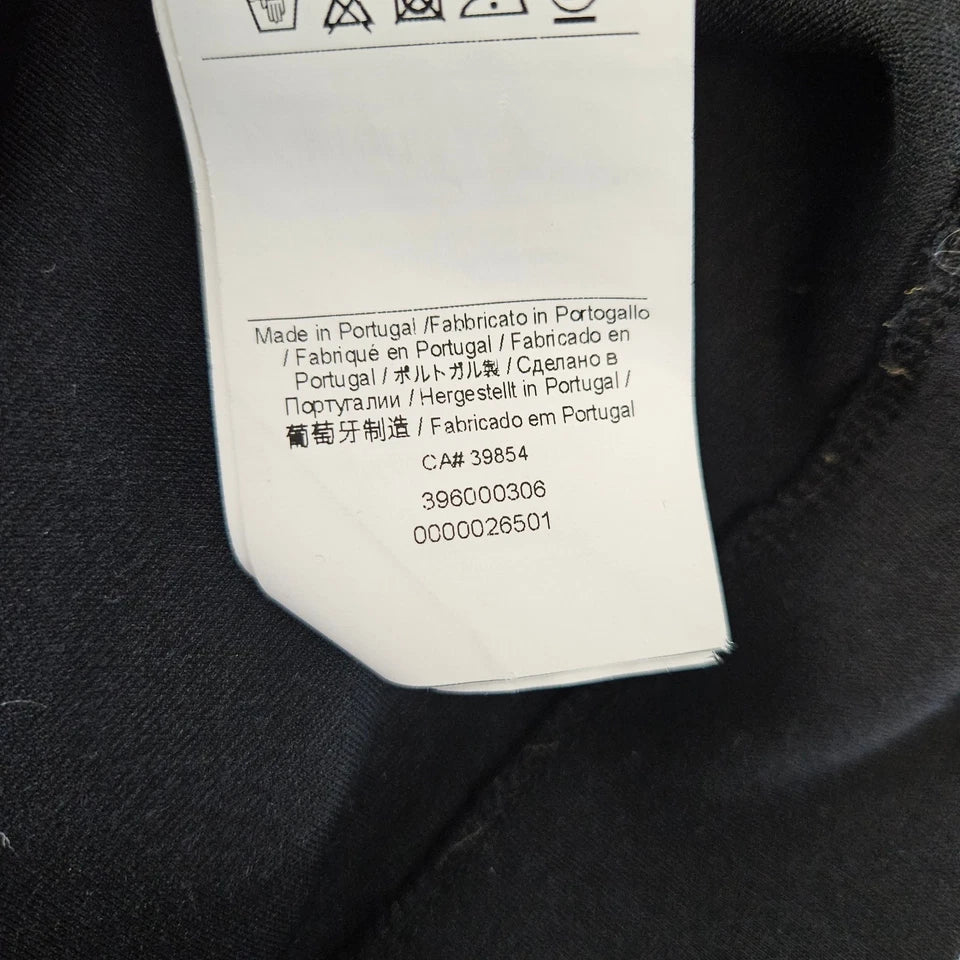 Made in Portugal /Fabbricato in Portogallo
/ Fabriqué en Portugal / Fabricado en
Portugal / ポルトガル製 / Сделано в
Португалии / Hergestellt in Portugal /
葡萄牙制造 / Fabricado em Portugal
CA# 39854
396000306
0000026501